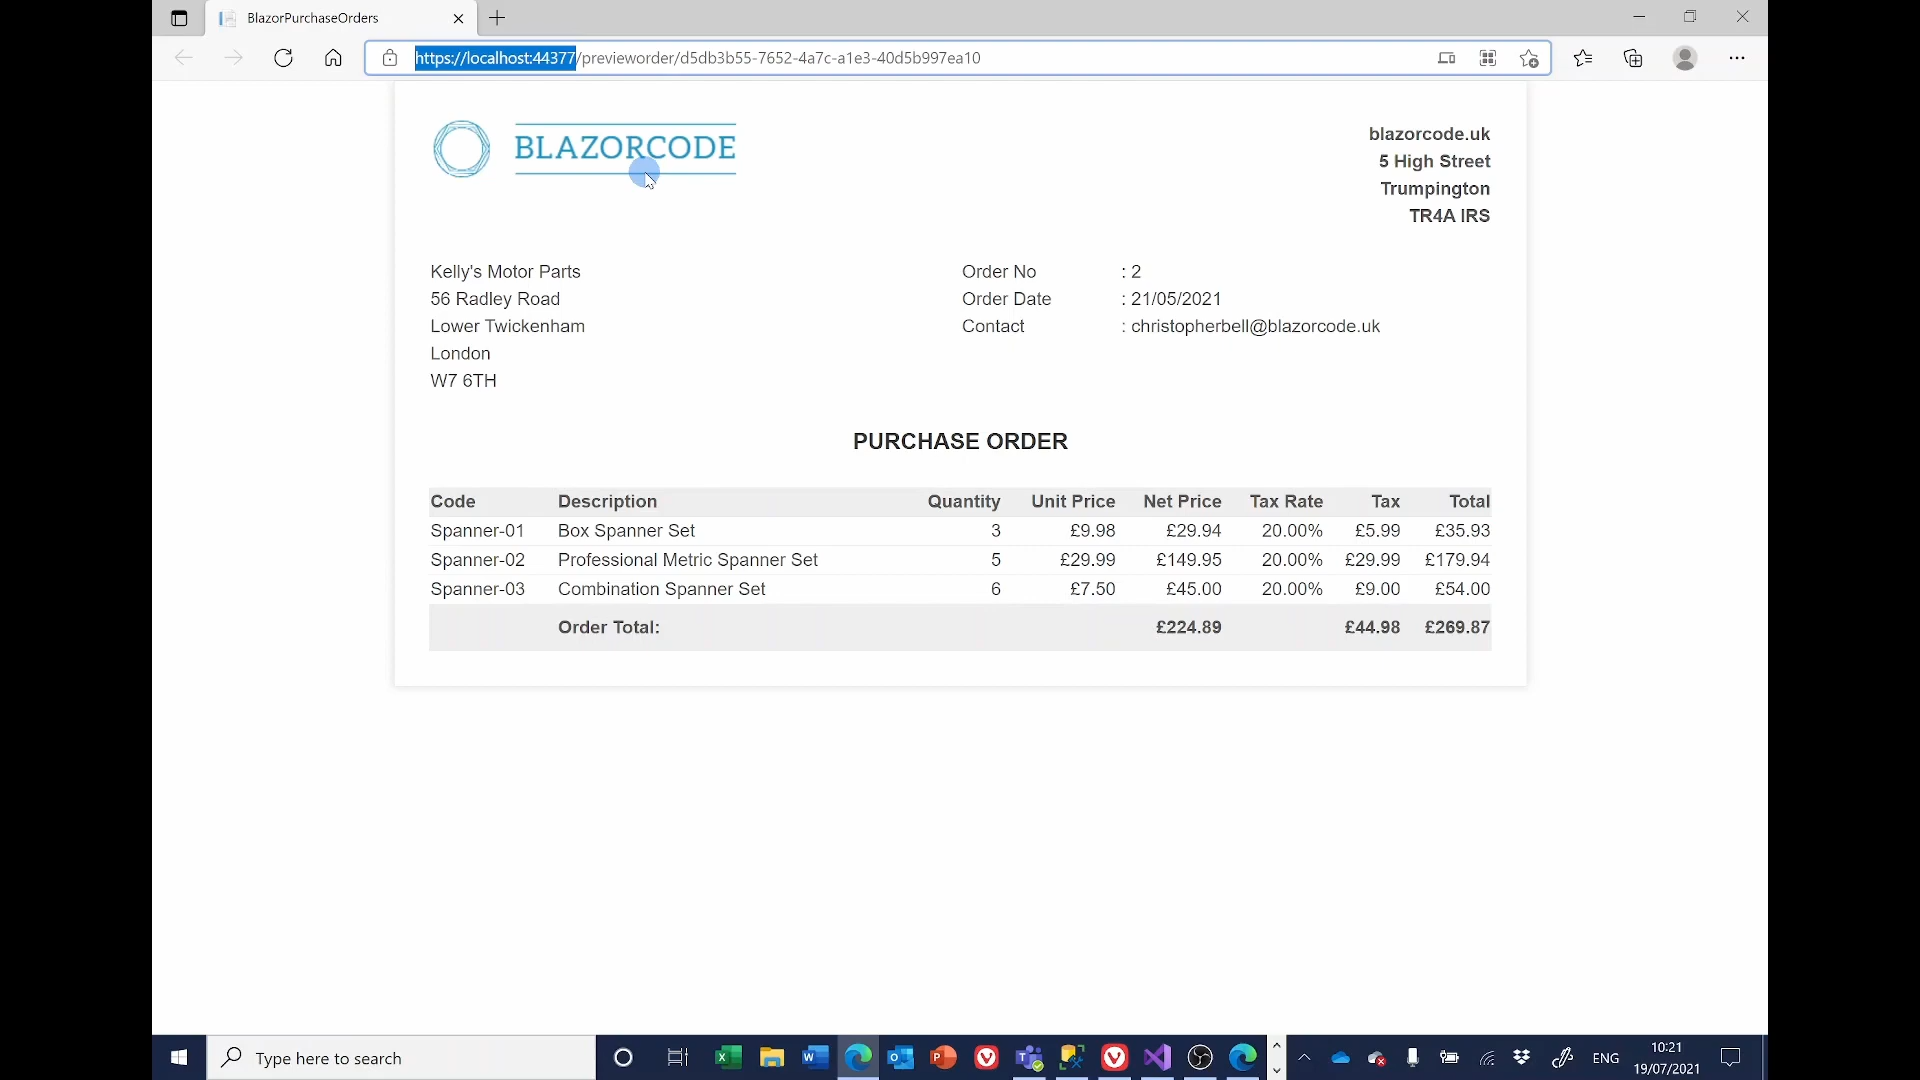 BlazorPurchaseOrders
https://localhost:44377/previeworder/d5db3b55-7652-4a7c-a1e3-40d5b997ea10
BLAZORCODE
blazorcode.uk
5 High Street
Trumpington
TR4A IRS
Kelly's Motor Parts
56 Radley Road
Lower Twickenham
London
W7 6TH
Order No : 2
Order Date : 21/05/2021
Contact : christopherbell@blazorcode.uk
PURCHASE ORDER
Code Description Quantity Unit Price Net Price Tax Rate Tax Total
Spanner-01 Box Spanner Set 3 £9.98 £29.94 20.00% £5.99 £35.93
Spanner-02 Professional Metric Spanner Set 5 £29.99 £149.95 20.00% £29.99 £179.94
Spanner-03 Combination Spanner Set 6 £7.50 £45.00 20.00% £9.00 £54.00
Order Total: £224.89 £44.98 £269.87
Type here to search
ENG
10:21
19/07/2021